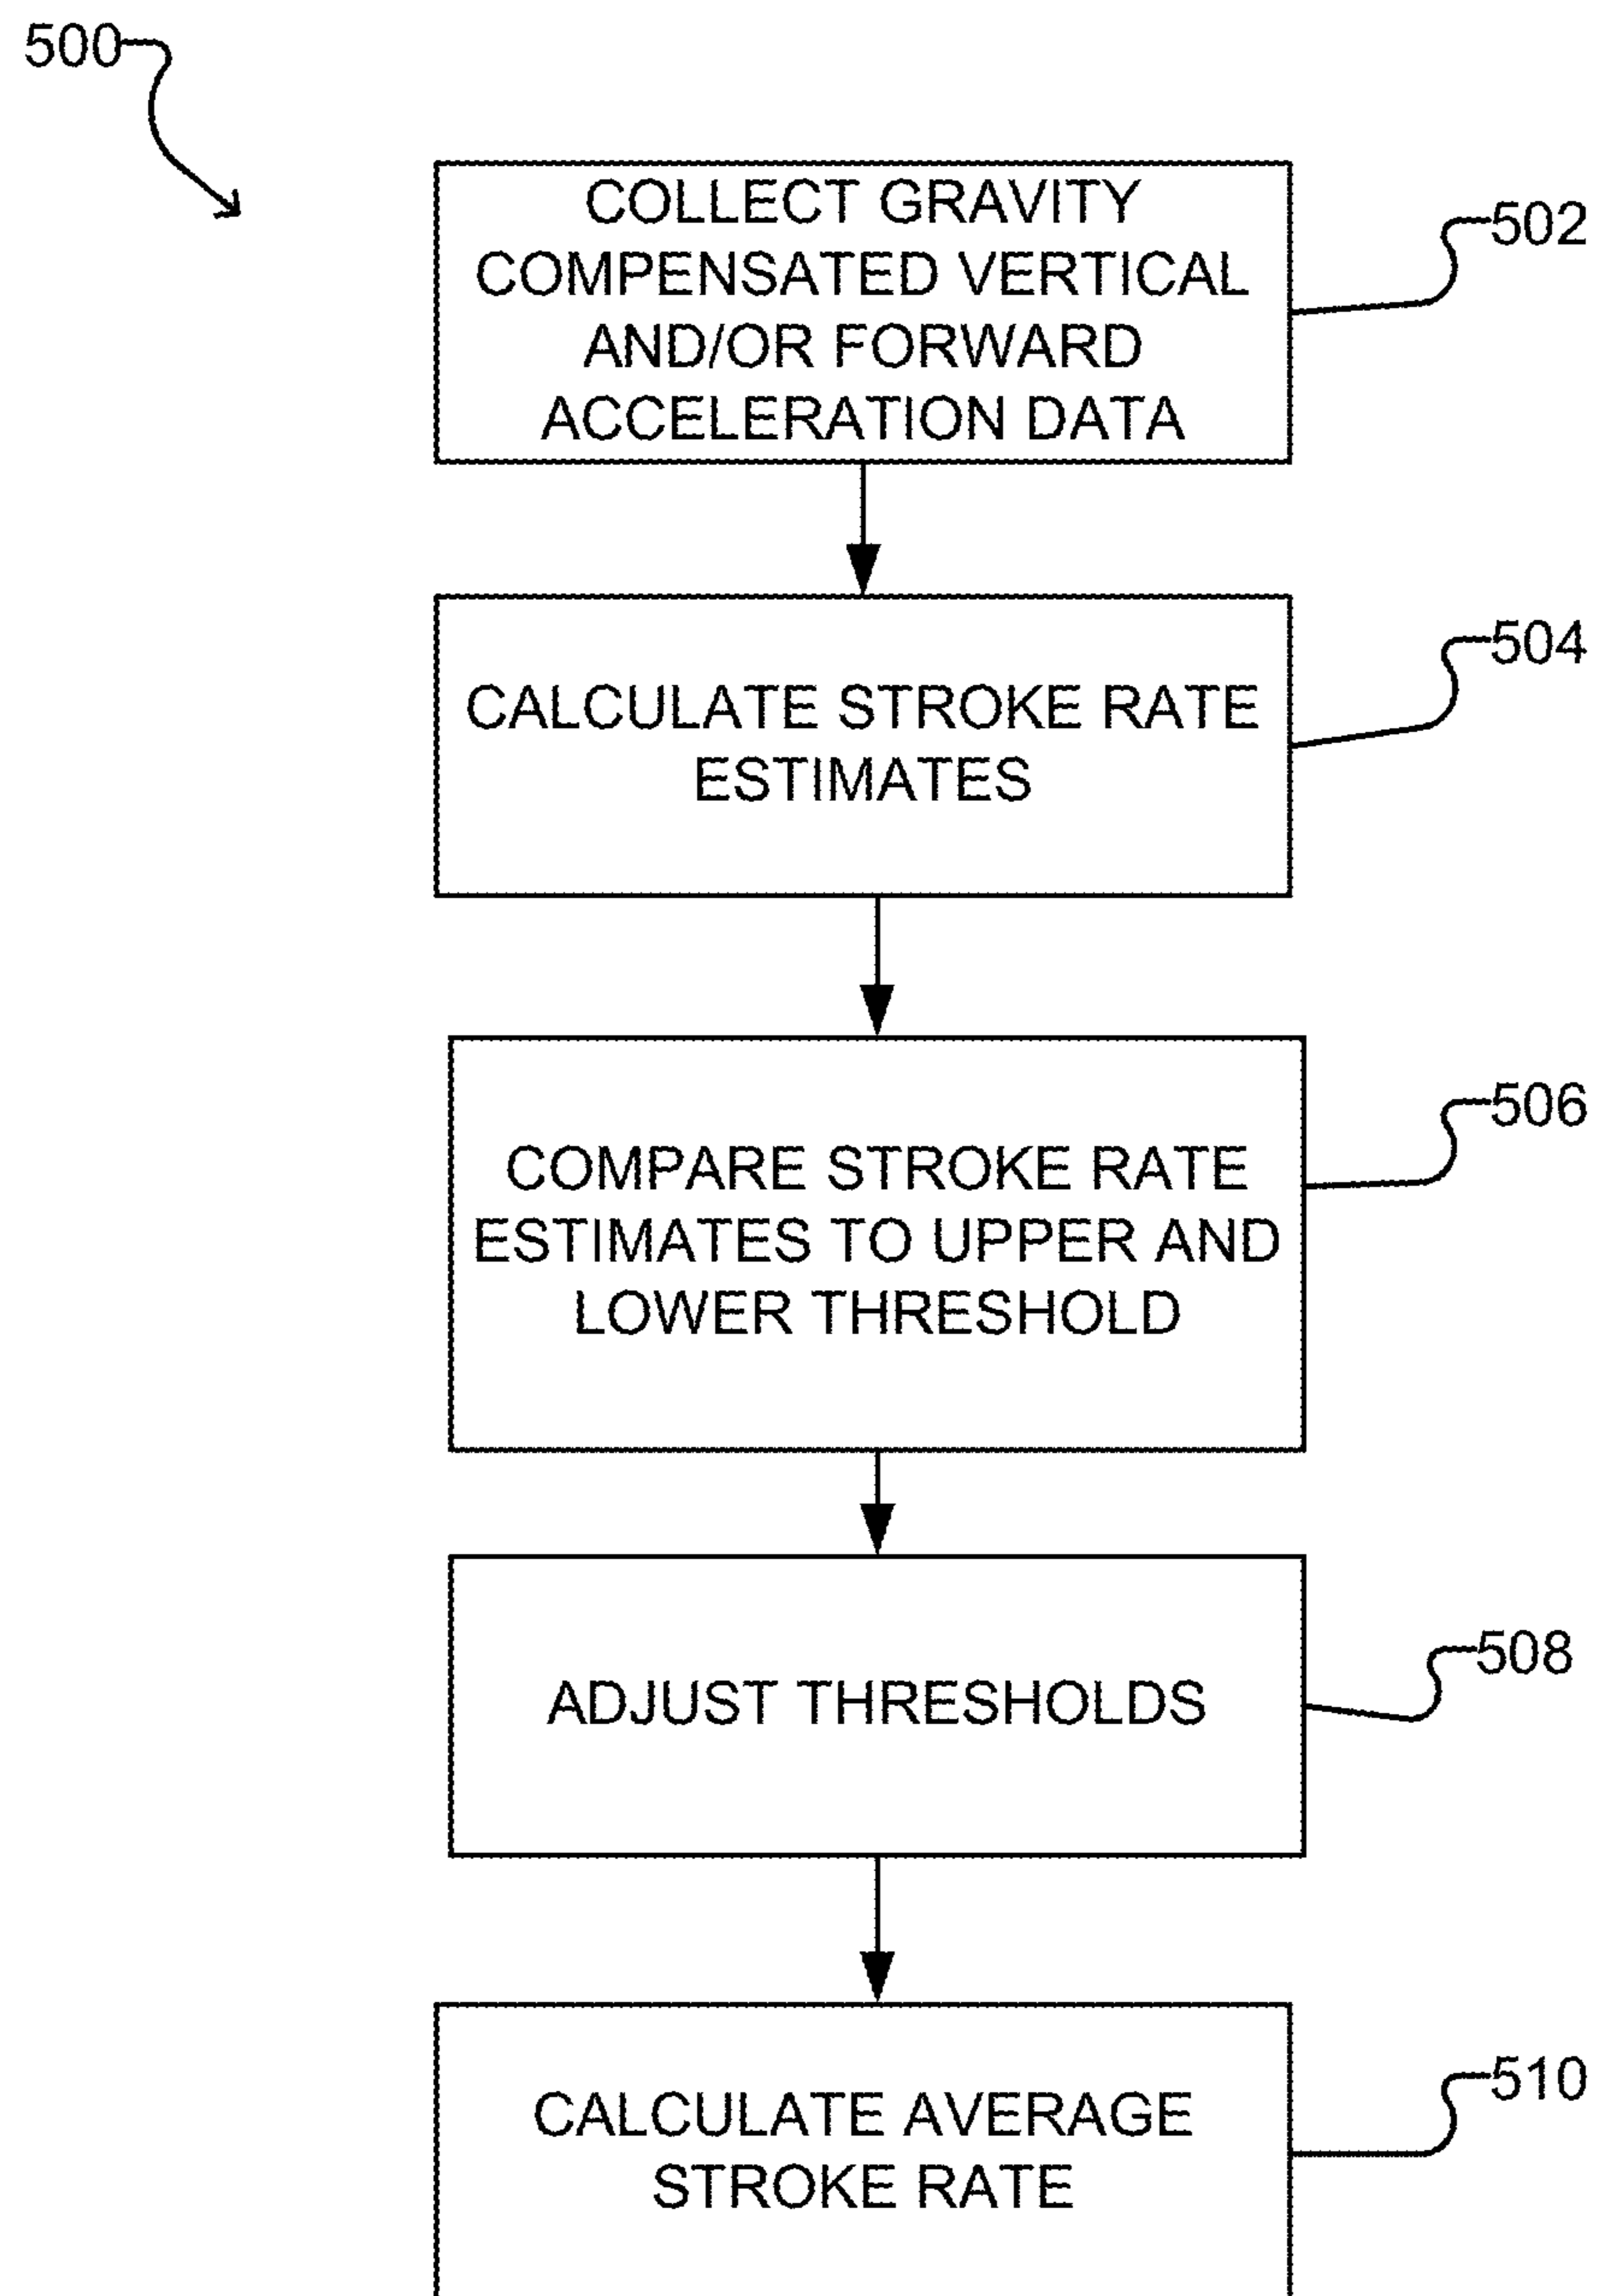 500
COLLECT GRAVITY
COMPENSATED VERTICAL
AND/OR FORWARD
ACCELERATION DATA
502
CALCULATE STROKE RATE
ESTIMATES
504
COMPARE STROKE RATE
ESTIMATES TO UPPER AND
LOWER THRESHOLD
506
ADJUST THRESHOLDS
508
CALCULATE AVERAGE
STROKE RATE
510